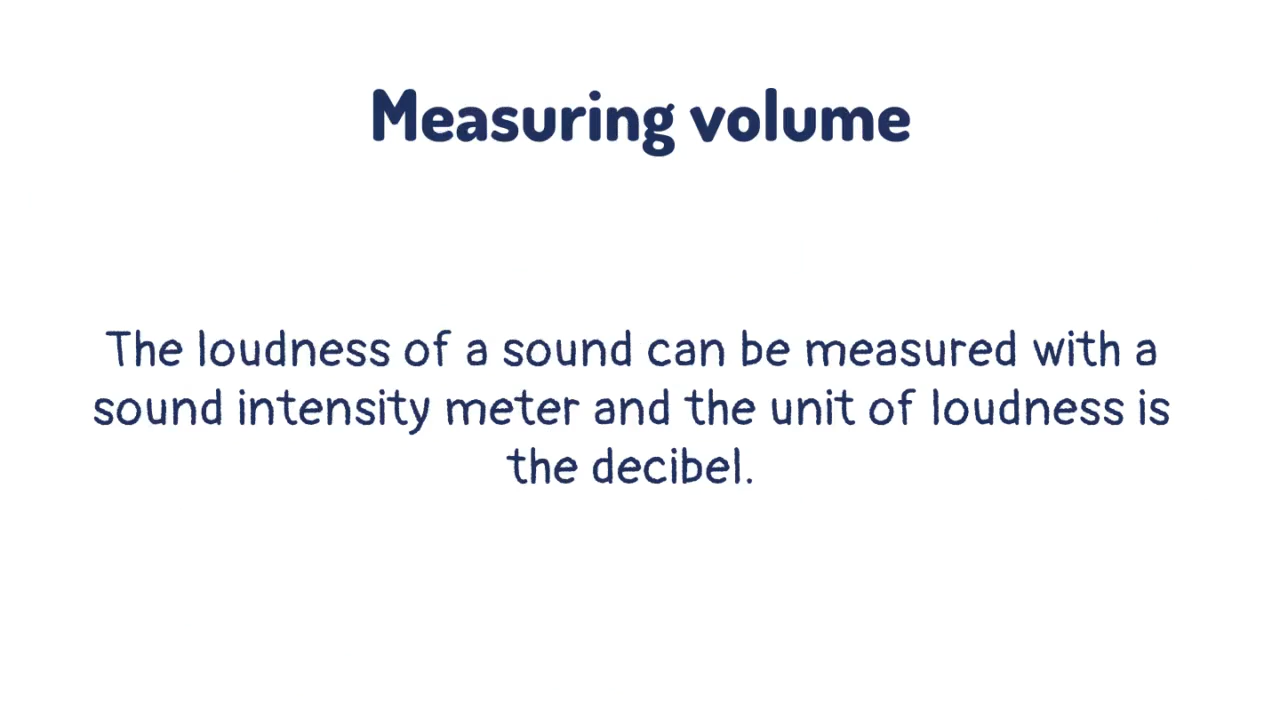 Measuring volume
The loudness of a sound can be measured with a
sound intensity meter and the unit of loudness is
the decibel.